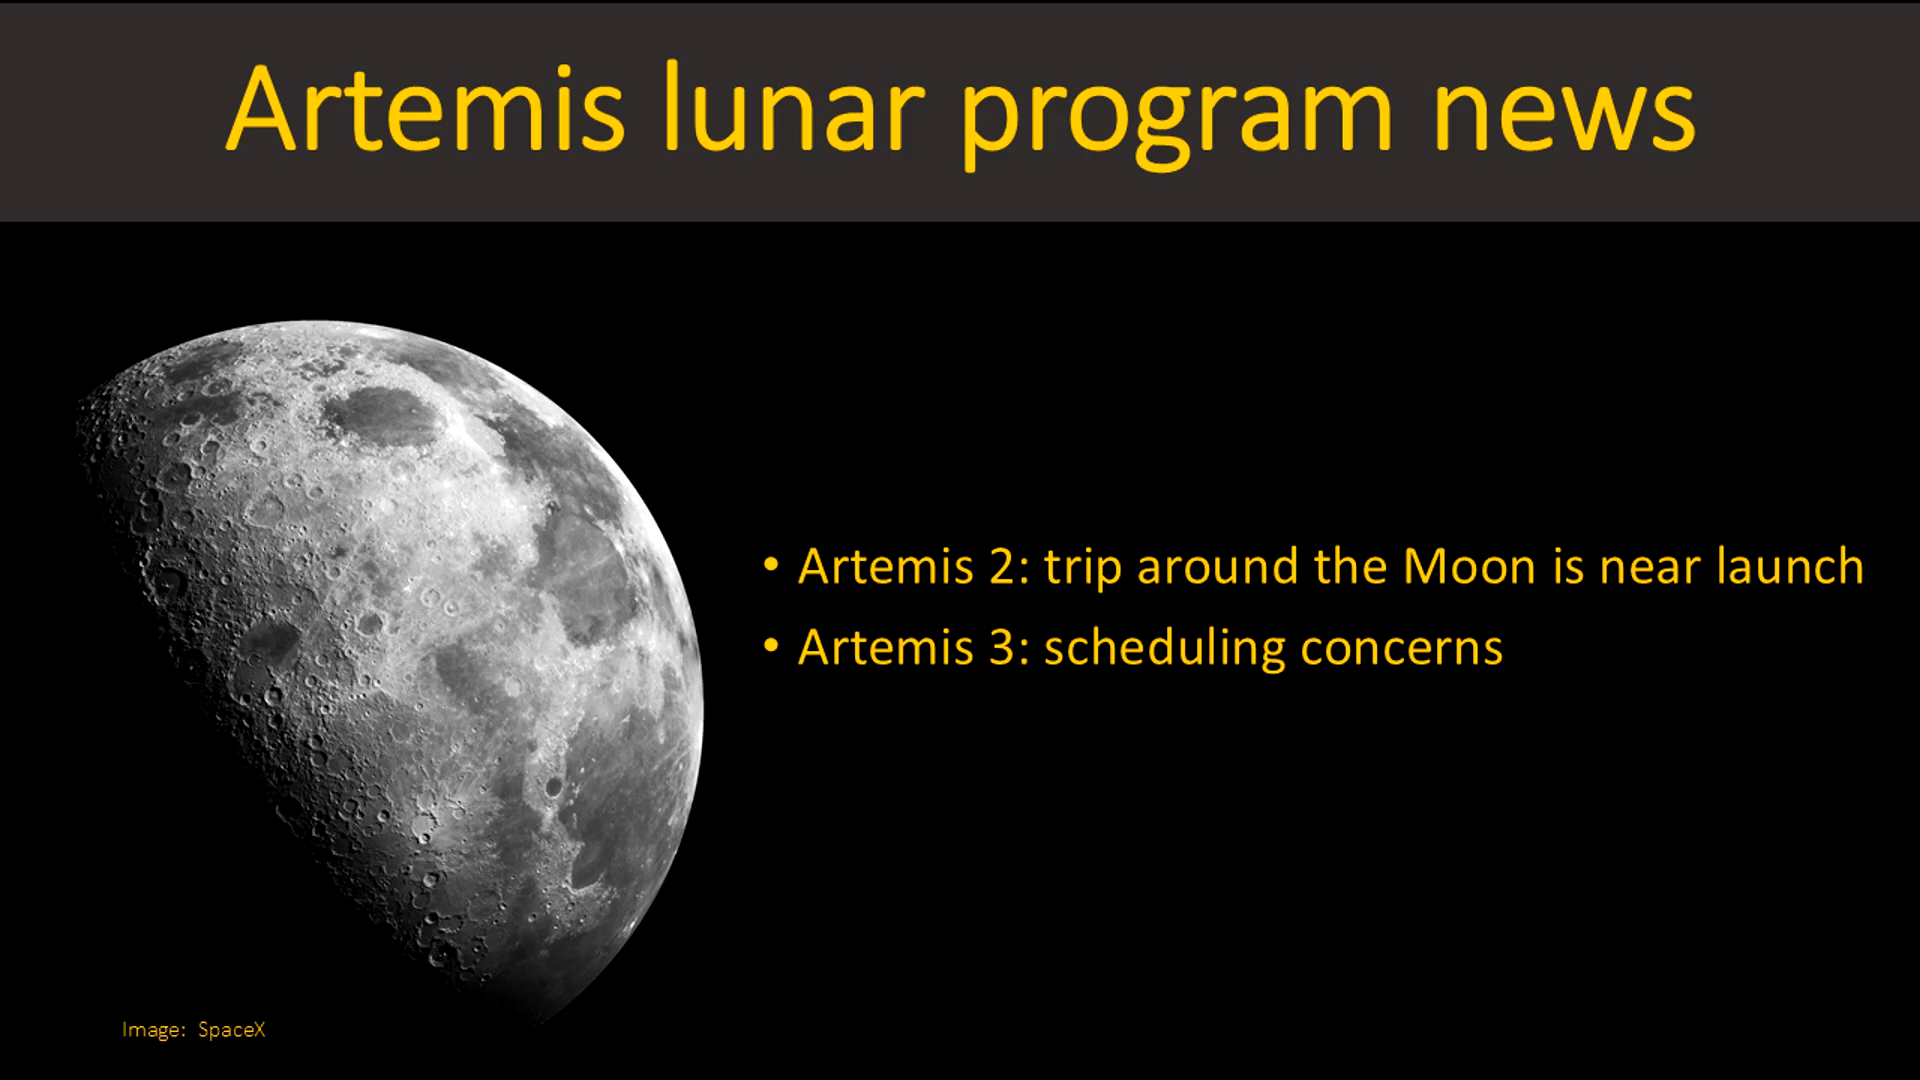 Artemis lunar program news
• Artemis 2: trip around the Moon is near launch
• Artemis 3: scheduling concerns
Image: SpaceX